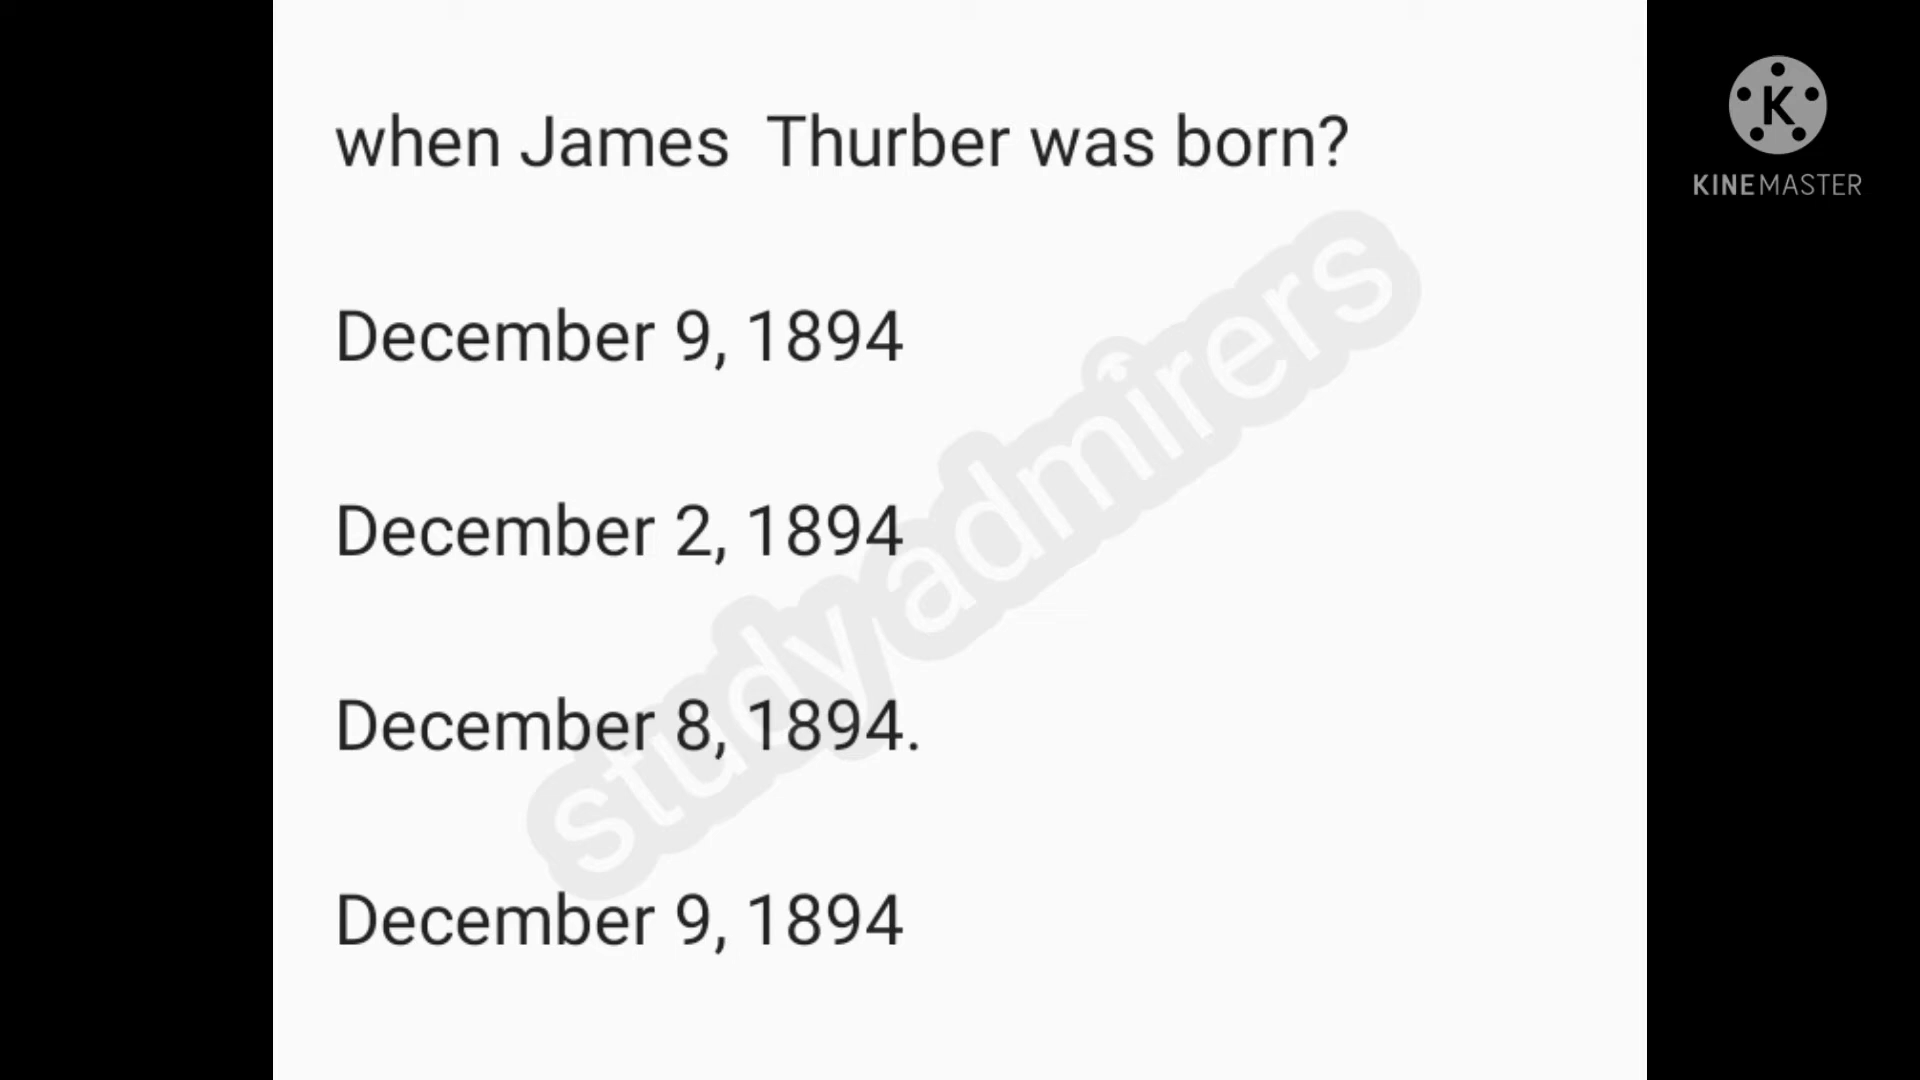 when James  Thurber was born?
K
KINEMASTER
December 9, 1894
December 2, 1894
December 8, 1894.
December 9, 1894
study admirers